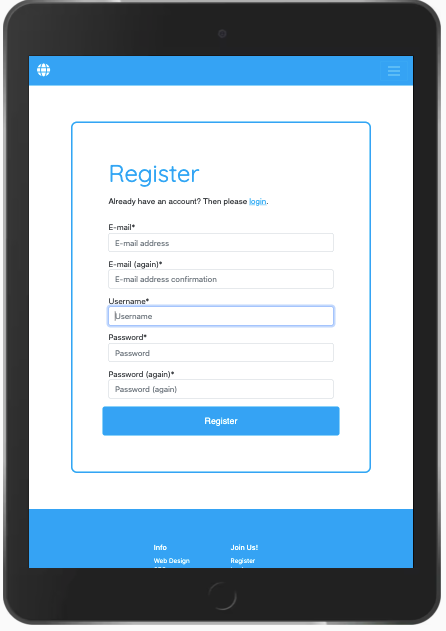 Register
Already have an account? Then please login.
E-mail*
E-mail address
E-mail (again)*
E-mail address confirmation
Username*
Username
Password*
Password
Password (again)*
Password (again)
Register
Info
Join Us!
Web Design
Register